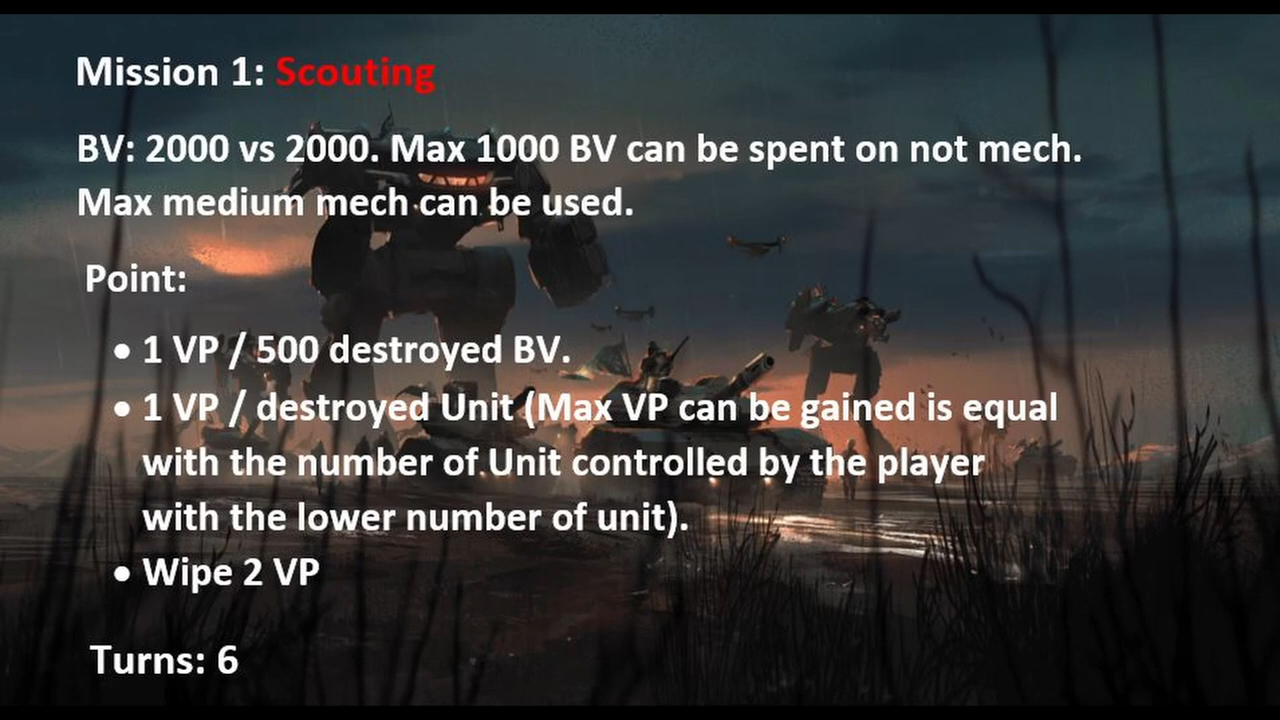 Mission 1: Scouting
BV: 2000 vs 2000. Max 1000 BV can be spent on not mech.
Max medium mech can be used.
Point:
• 1 VP / 500 destroyed BV.
• 1 VP / destroyed Unit (Max VP can be gained is equal
with the number of Unit controlled by the player
with the lower number of unit).
• Wipe 2 VP
Turns: 6